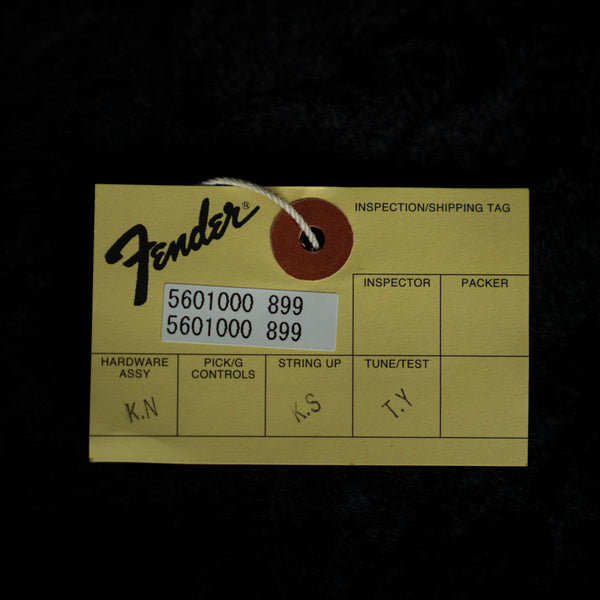 Fender®
INSPECTION/SHIPPING TAG
INSPECTOR
PACKER
5601000 899
5601000 899
HARDWARE
ASSY
PICK/G
CONTROLS
STRING UP
TUNE/TEST
K.N
K.S
T.Y